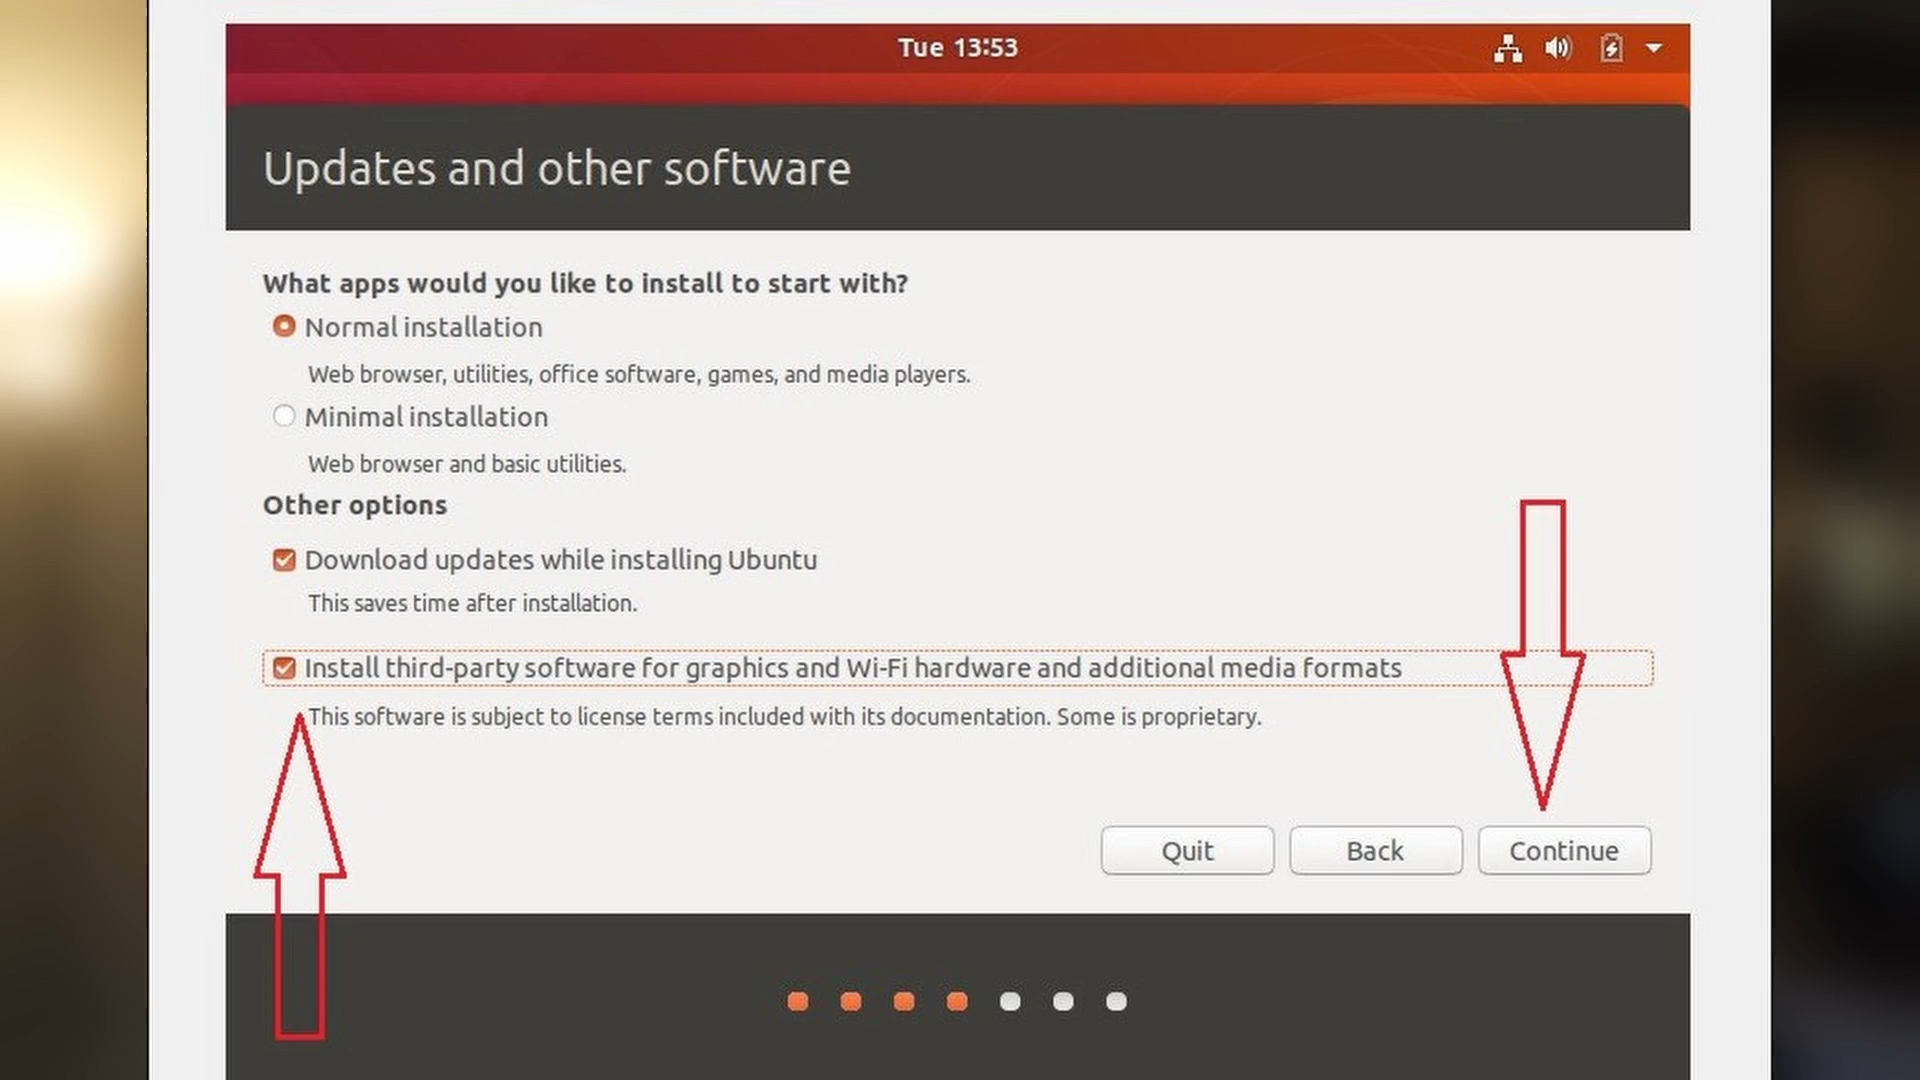 Tue 13:53
Updates and other software
What apps would you like to install to start with?
Normal installation
Web browser, utilities, office software, games, and media players.
Minimal installation
Web browser and basic utilities.
Other options
Download updates while installing Ubuntu
This saves time after installation.
Install third-party software for graphics and Wi-Fi hardware and additional media formats
This software is subject to license terms included with its documentation. Some is proprietary.
Quit Back Continue